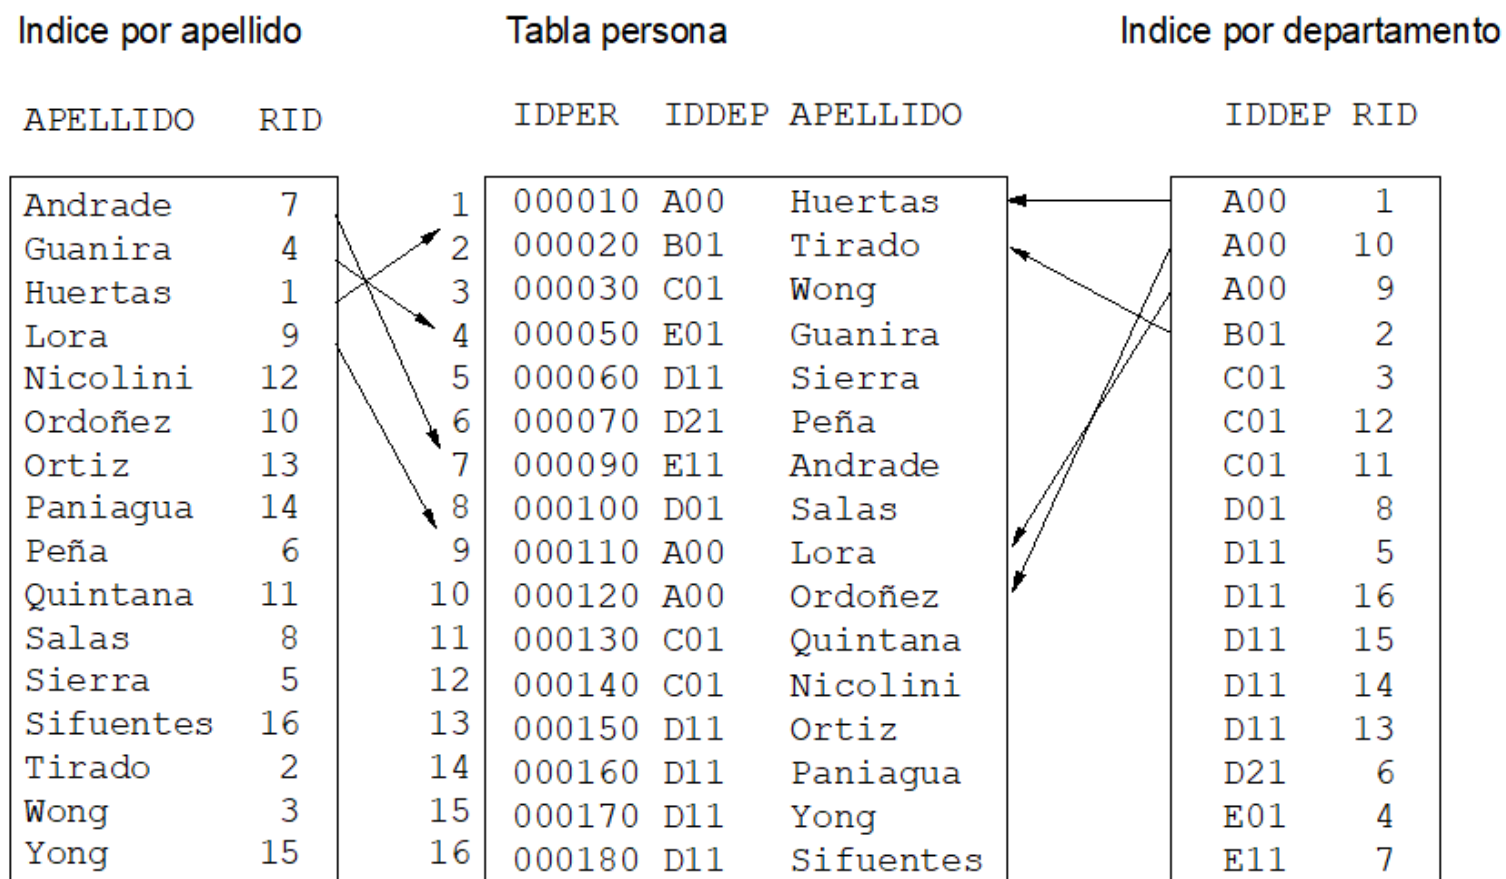 Indice por apellido Tabla persona Indice por departamento
APELLIDO RID IDPER IDDEP APELLIDO IDDEP RID
Andrade 7 1 000010 A00 Huertas A00 1
Guanira 4 2 000020 B01 Tirado A00 10
Huertas 1 3 000030 C01 Wong A00 9
Lora 9 4 000050 E01 Guanira B01 2
Nicolini 12 5 000060 D11 Sierra C01 3
Ordoñez 10 6 000070 D21 Peña C01 12
Ortiz 13 7 000090 E11 Andrade C01 11
Paniagua 14 8 000100 D01 Salas D01 8
Peña 6 9 000110 A00 Lora D11 5
Quintana 11 10 000120 A00 Ordoñez D11 16
Salas 8 11 000130 C01 Quintana D11 15
Sierra 5 12 000140 C01 Nicolini D11 14
Sifuentes 16 13 000150 D11 Ortiz D11 13
Tirado 2 14 000160 D11 Paniagua D21 6
Wong 3 15 000170 D11 Yong E01 4
Yong 15 16 000180 D11 Sifuentes E11 7